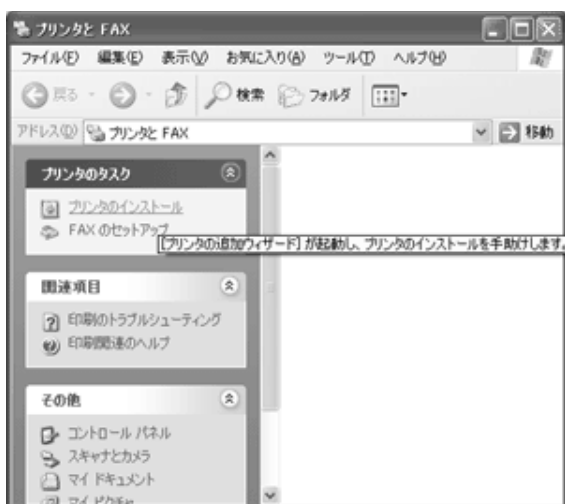 プリンタと FAX
ファイル(F) 編集(E) 表示(V) お気に入り(A) ツール(T) ヘルプ(H)
戻る 検索 フォルダ
アドレス(D) プリンタと FAX 移動
プリンタのタスク
プリンタのインストール
FAX のセットアップ
[プリンタの追加ウィザード] が起動し、プリンタのインストールを手助けします。
関連項目
印刷のトラブルシューティング
印刷関連のヘルプ
その他
コントロール パネル
スキャナとカメラ
マイ ドキュメント
マイ ピクチャ